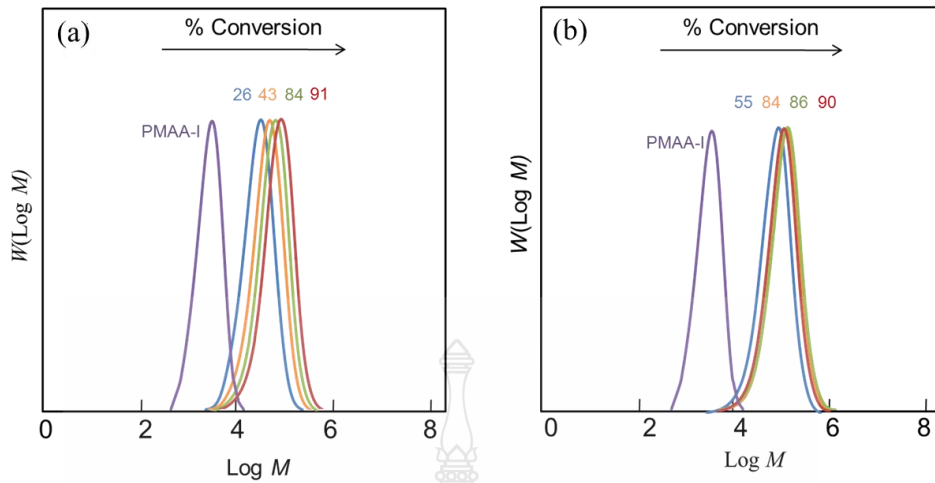 (a)
% Conversion
26 43 84 91
PMAA-I
W(Log M)
0 2 4 6 8
Log M
(b)
% Conversion
55 84 86 90
PMAA-I
W(Log M)
0 2 4 6 8
Log M